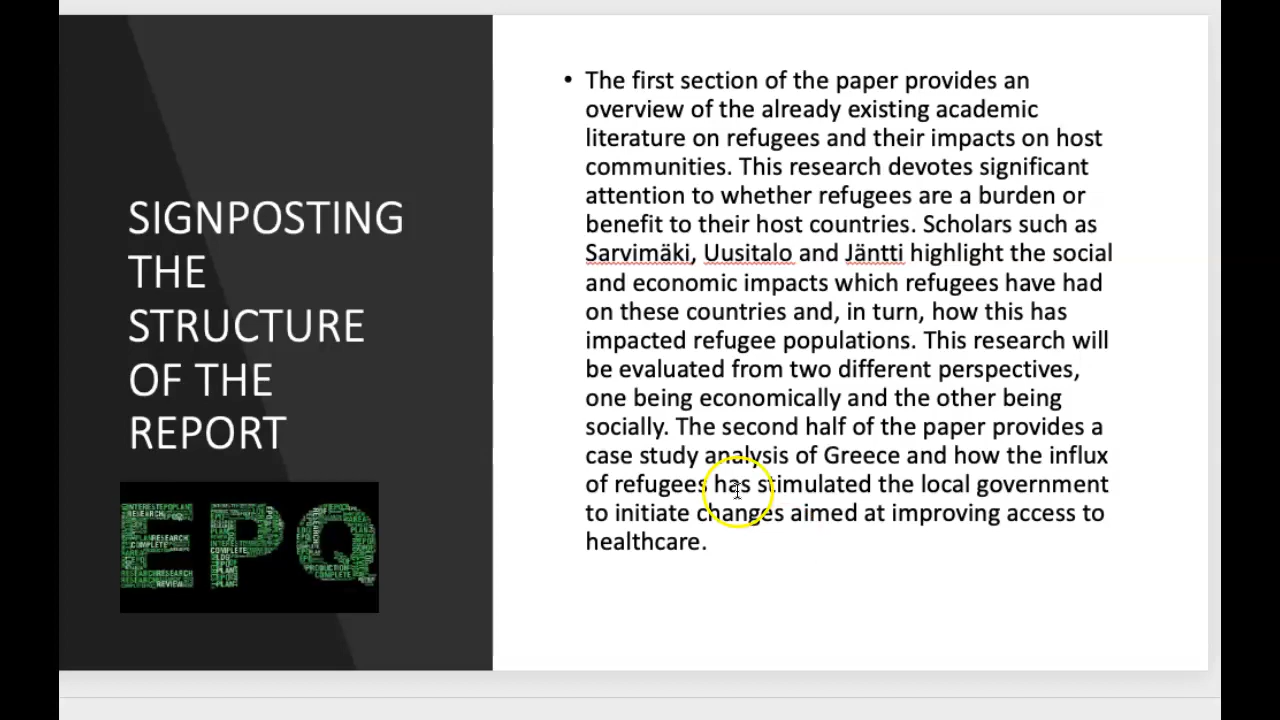 SIGNPOSTING
THE
STRUCTURE
OF THE
REPORT
EPQ
• The first section of the paper provides an
overview of the already existing academic
literature on refugees and their impacts on host
communities. This research devotes significant
attention to whether refugees are a burden or
benefit to their host countries. Scholars such as
Sarvimäki, Uusitalo and Jäntti highlight the social
and economic impacts which refugees have had
on these countries and, in turn, how this has
impacted refugee populations. This research will
be evaluated from two different perspectives,
one being economically and the other being
socially. The second half of the paper provides a
case study analysis of Greece and how the influx
of refugees has stimulated the local government
to initiate changes aimed at improving access to
healthcare.